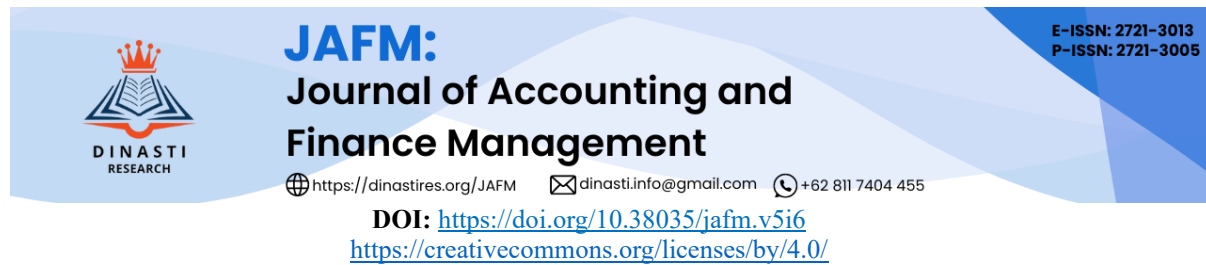 JAFM:
Journal of Accounting and
Finance Management
E-ISSN: 2721-3013
P-ISSN: 2721-3005
DINASTI
RESEARCH
https://dinastires.org/JAFM dinasti.info@gmail.com +62 811 7404 455
DOI: https://doi.org/10.38035/jafm.v5i6
https://creativecommons.org/licenses/by/4.0/